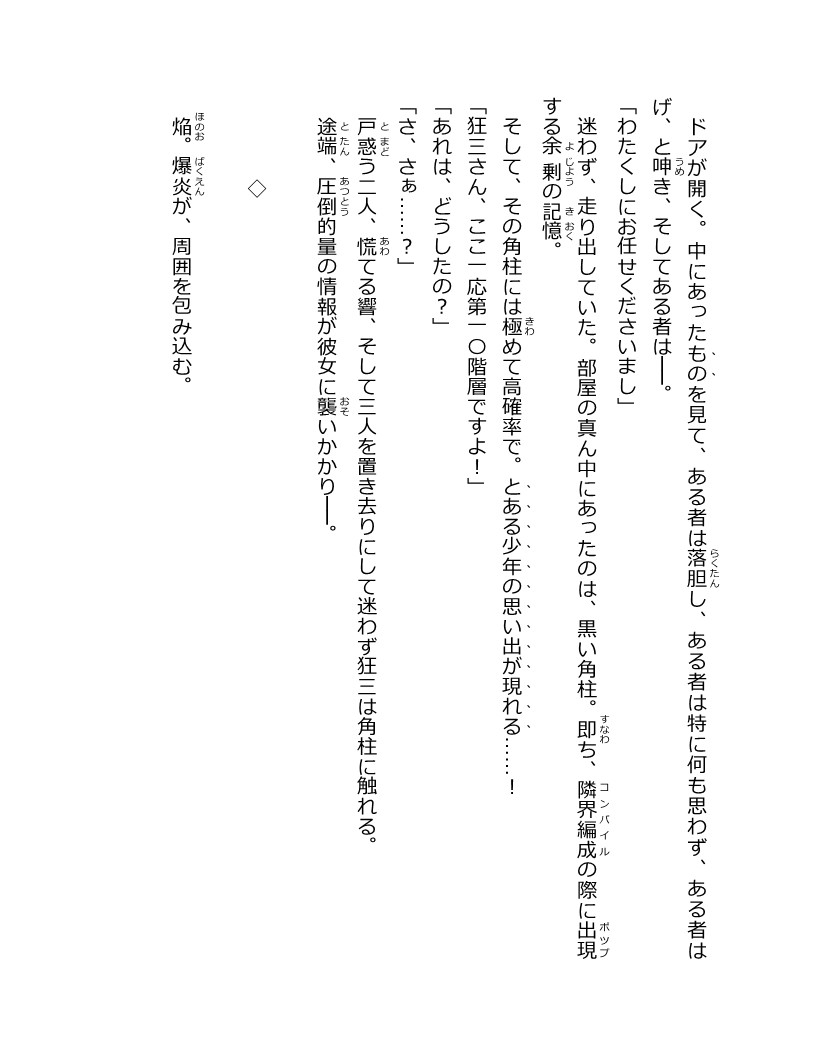 ドアが開く。中にあったものを見て、ある者は落胆し、ある者は特に何も思わず、ある者は
げ、と呻き、そしてある者は――。
「わたくしにお任せくださいまし」
迷わず、走り出していた。部屋の真ん中にあったのは、黒い角柱。即ち、隣界編成の際に出現
する余剰の記憶。
そして、その角柱には極めて高確率で。とある少年の思い出が現れる……！
「狂三さん、ここ一応第一〇階層ですよ！」
「あれは、どうしたの？」
「さ、さぁ……？」
戸惑う二人、慌てる響、そして三人を置き去りにして迷わず狂三は角柱に触れる。
途端、圧倒的量の情報が彼女に襲いかかり――。
◇
焔。爆炎が、周囲を包み込む。